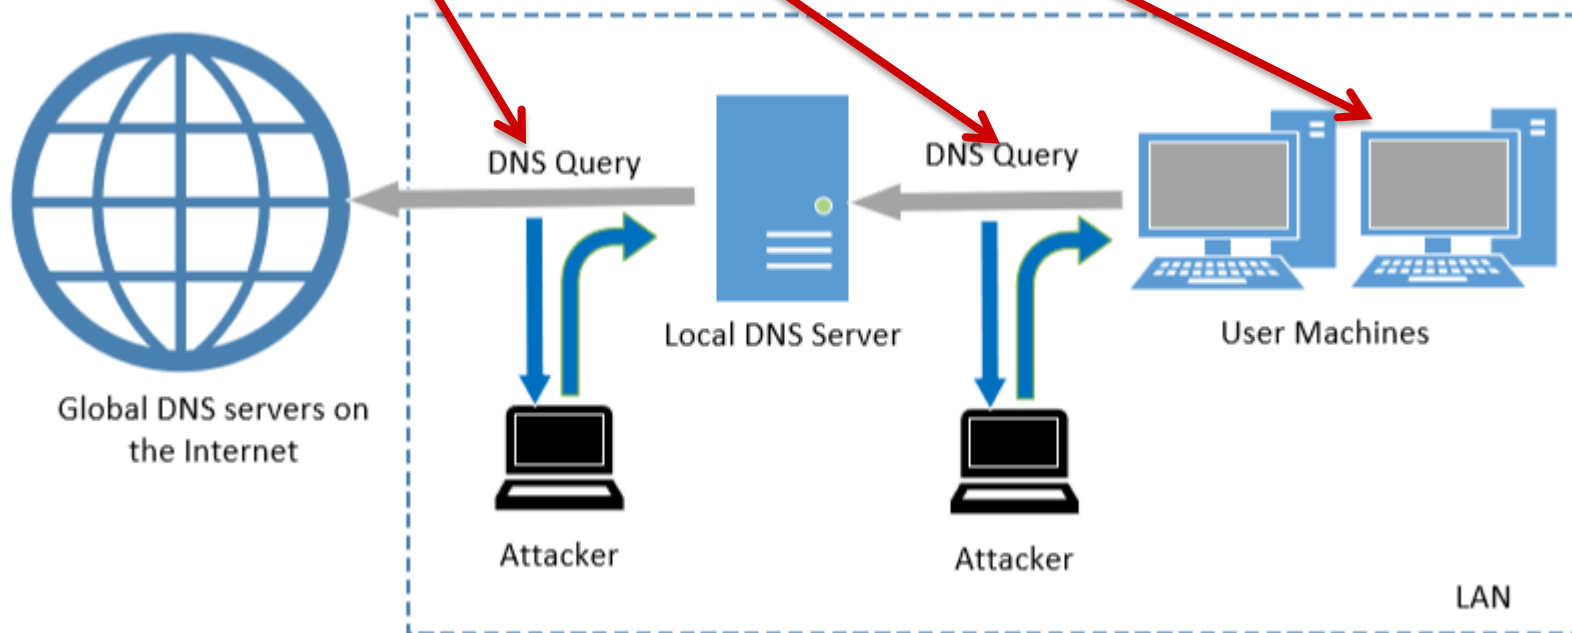 DNS Query
DNS Query
Local DNS Server
User Machines
Global DNS servers on
the Internet
Attacker
Attacker
LAN